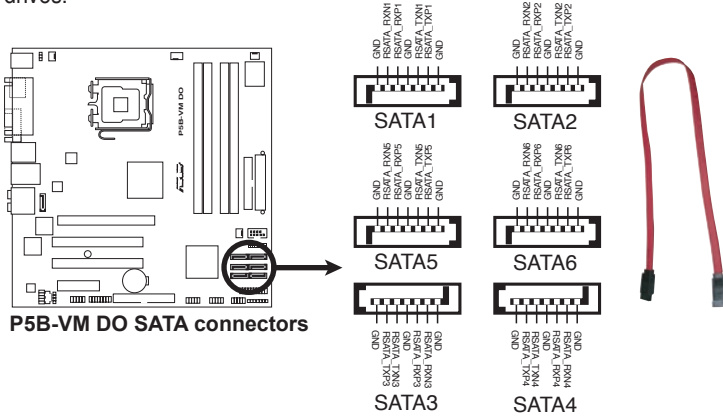 drives.
GND
RSATA_RXN1
RSATA_RXP1
GND
RSATA_TXN1
RSATA_TXP1
GND
SATA1
GND
RSATA_RXN2
RSATA_RXP2
GND
RSATA_TXN2
RSATA_TXP2
GND
SATA2
P5B-VM DO
ASUS
GND
RSATA_RXN5
RSATA_RXP5
GND
RSATA_TXN5
RSATA_TXP5
GND
SATA5
GND
RSATA_RXN6
RSATA_RXP6
GND
RSATA_TXN6
RSATA_TXP6
GND
SATA6
P5B-VM DO SATA connectors
GND
RSATA_TXP3
RSATA_TXN3
GND
RSATA_RXP3
RSATA_RXN3
GND
SATA3
GND
RSATA_TXP4
RSATA_TXN4
GND
RSATA_RXP4
RSATA_RXN4
GND
SATA4